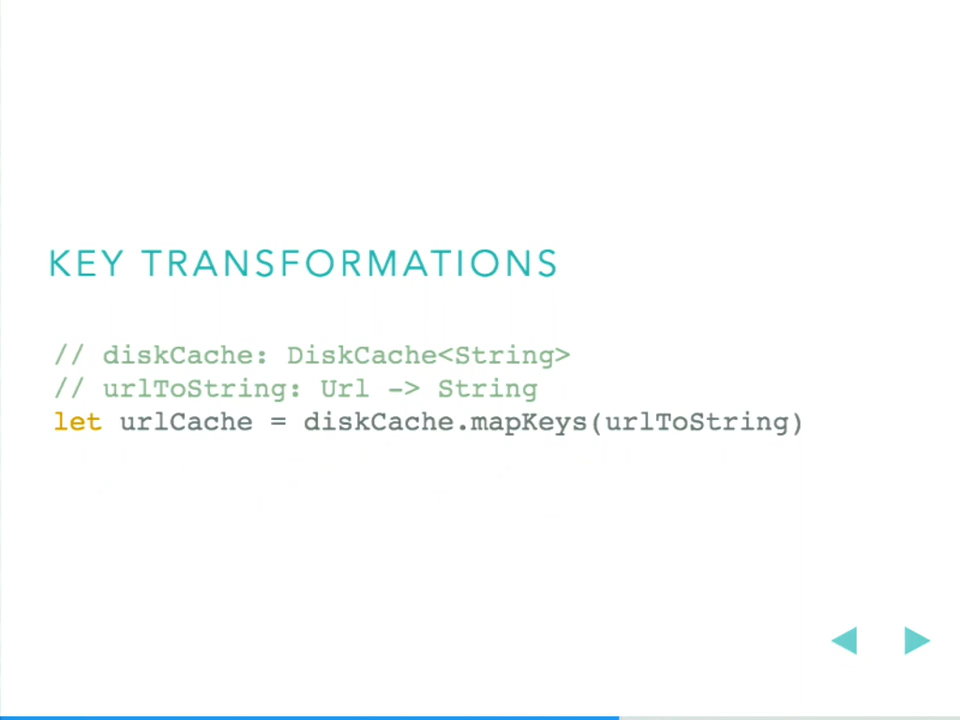 KEY TRANSFORMATIONS
// diskCache: DiskCache<String>
// urlToString: Url -> String
let urlCache = diskCache.mapKeys(urlToString)